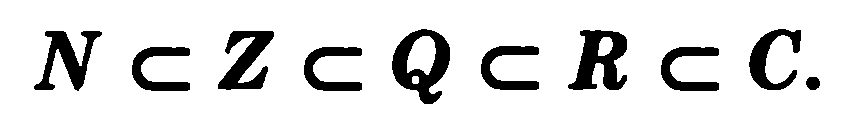 N ⊂ Z ⊂ Q ⊂ R ⊂ C.